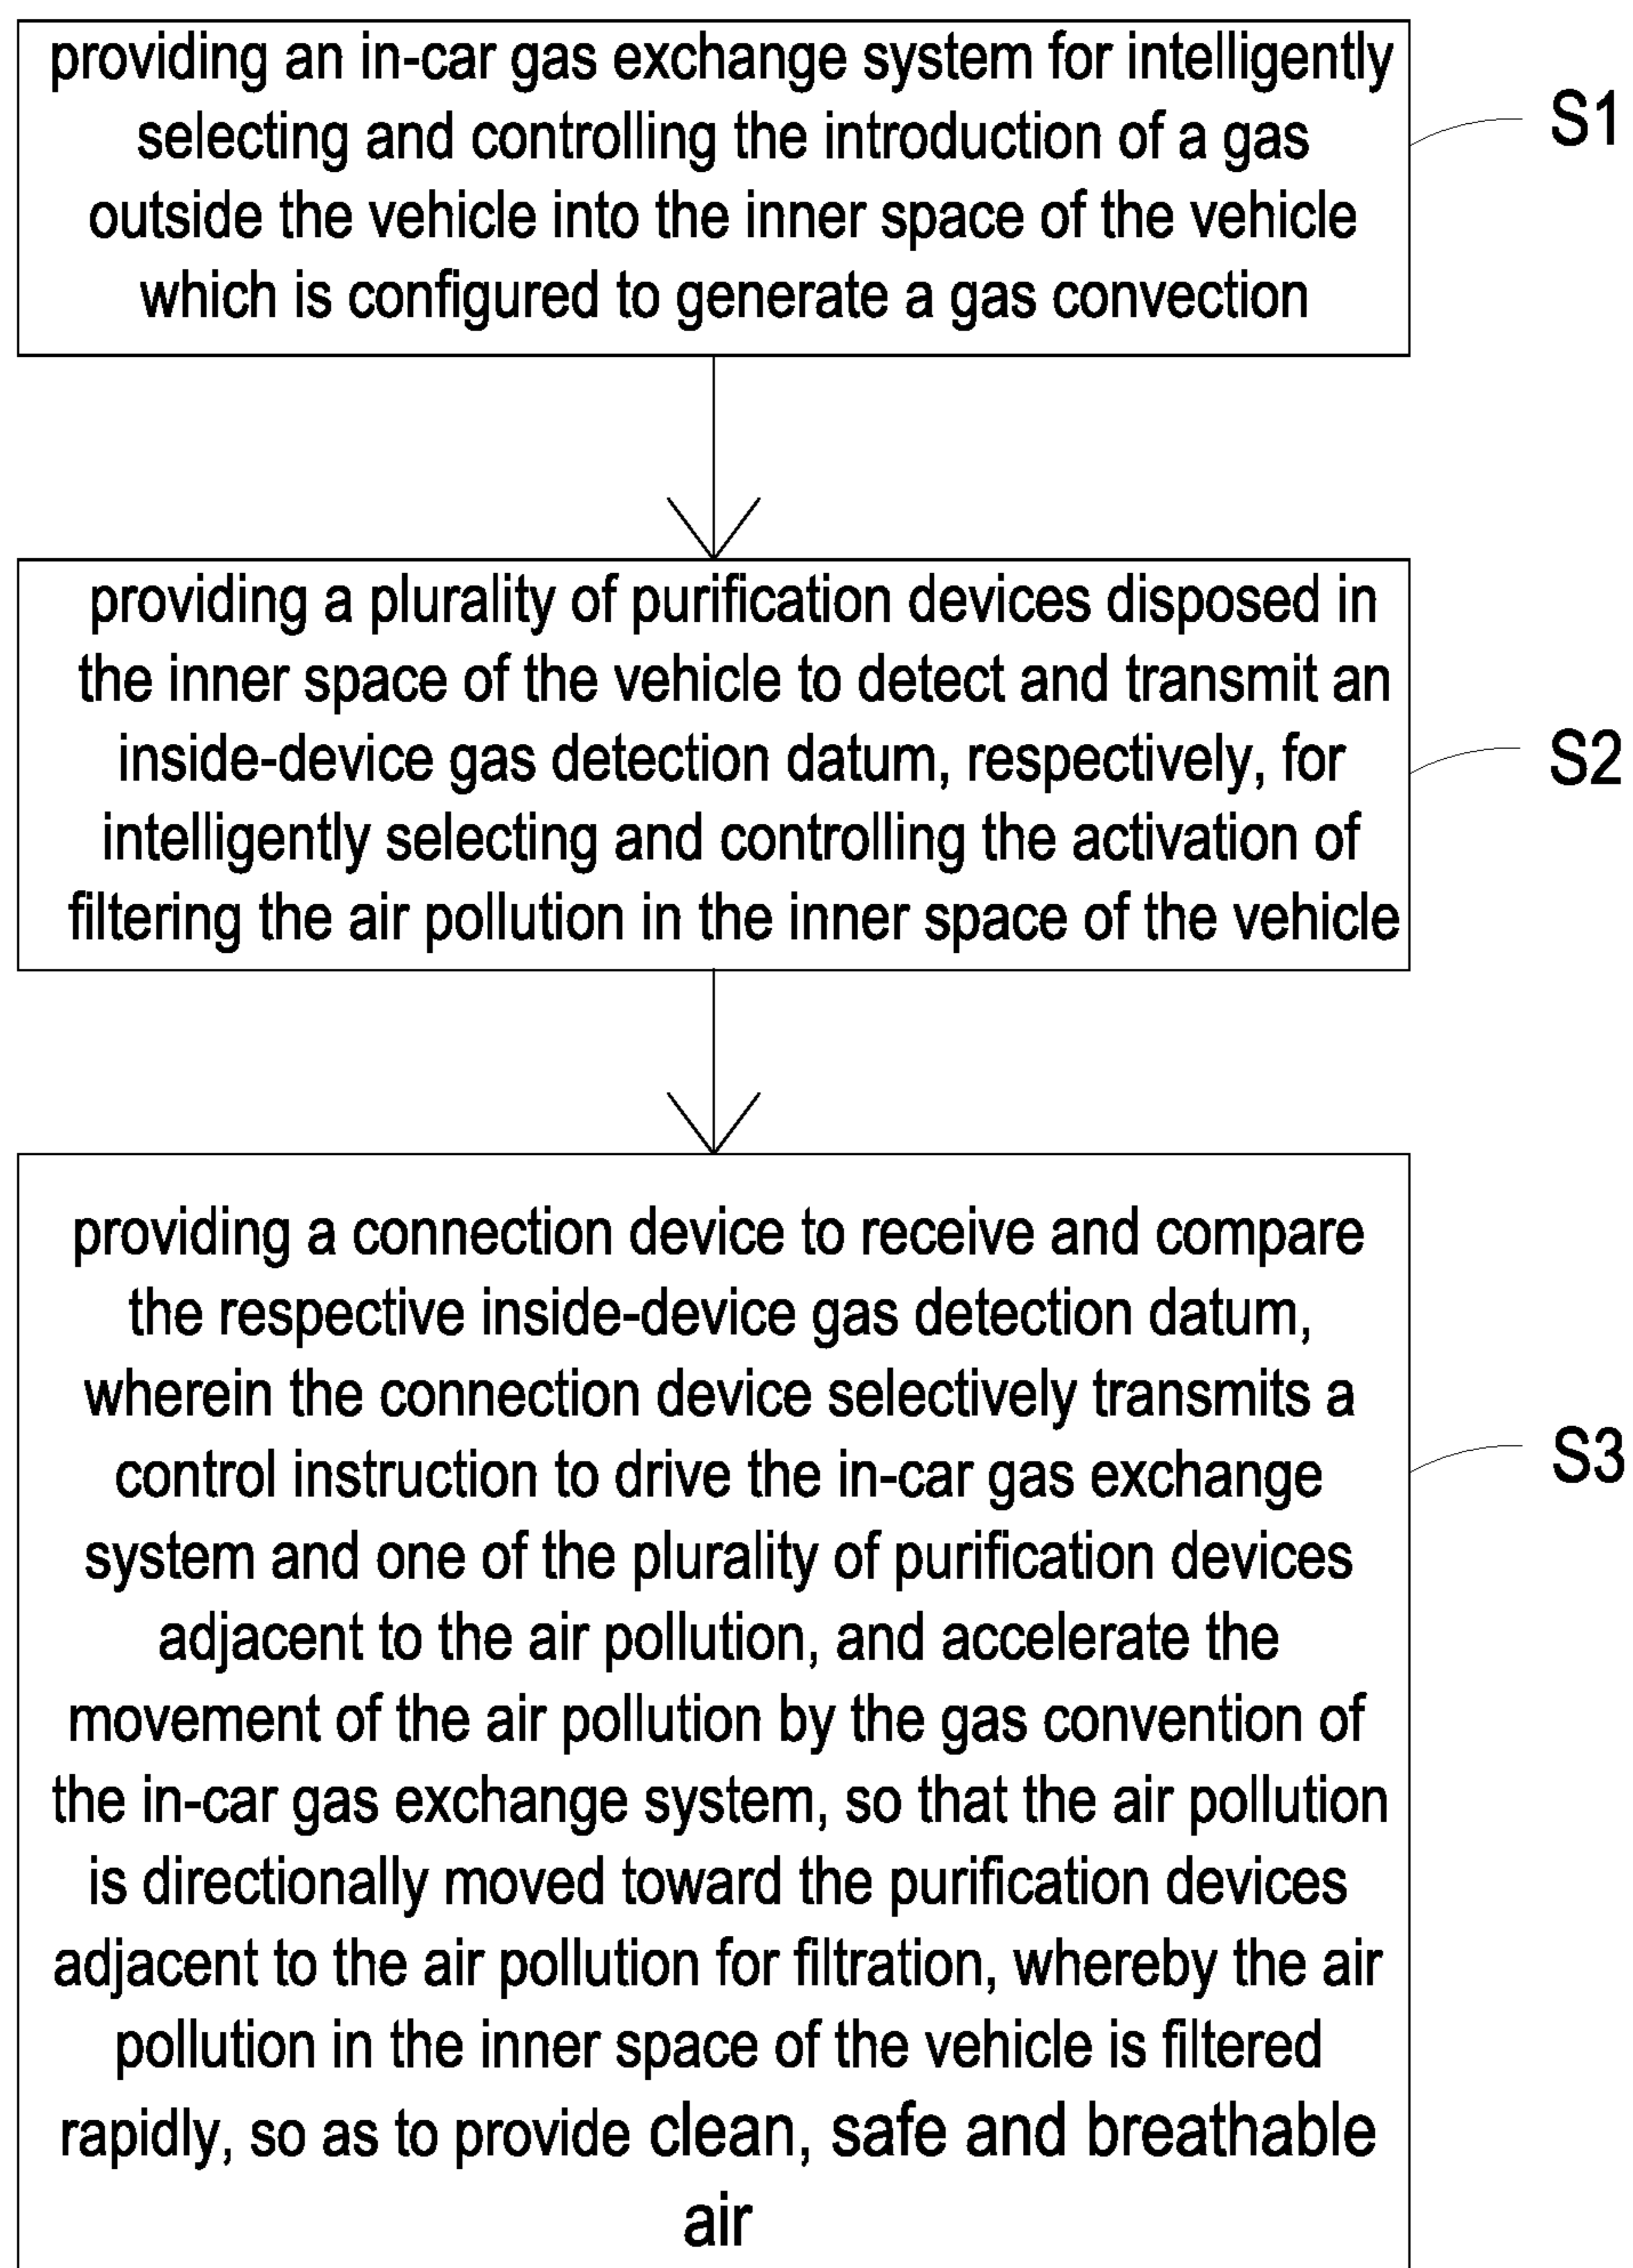 providing an in-car gas exchange system for intelligently
selecting and controlling the introduction of a gas
outside the vehicle into the inner space of the vehicle
which is configured to generate a gas convection
S1
providing a plurality of purification devices disposed in
the inner space of the vehicle to detect and transmit an
inside-device gas detection datum, respectively, for
intelligently selecting and controlling the activation of
filtering the air pollution in the inner space of the vehicle
S2
providing a connection device to receive and compare
the respective inside-device gas detection datum,
wherein the connection device selectively transmits a
control instruction to drive the in-car gas exchange
system and one of the plurality of purification devices
adjacent to the air pollution, and accelerate the
movement of the air pollution by the gas convention of
the in-car gas exchange system, so that the air pollution
is directionally moved toward the purification devices
adjacent to the air pollution for filtration, whereby the air
pollution in the inner space of the vehicle is filtered
rapidly, so as to provide clean, safe and breathable
air
S3